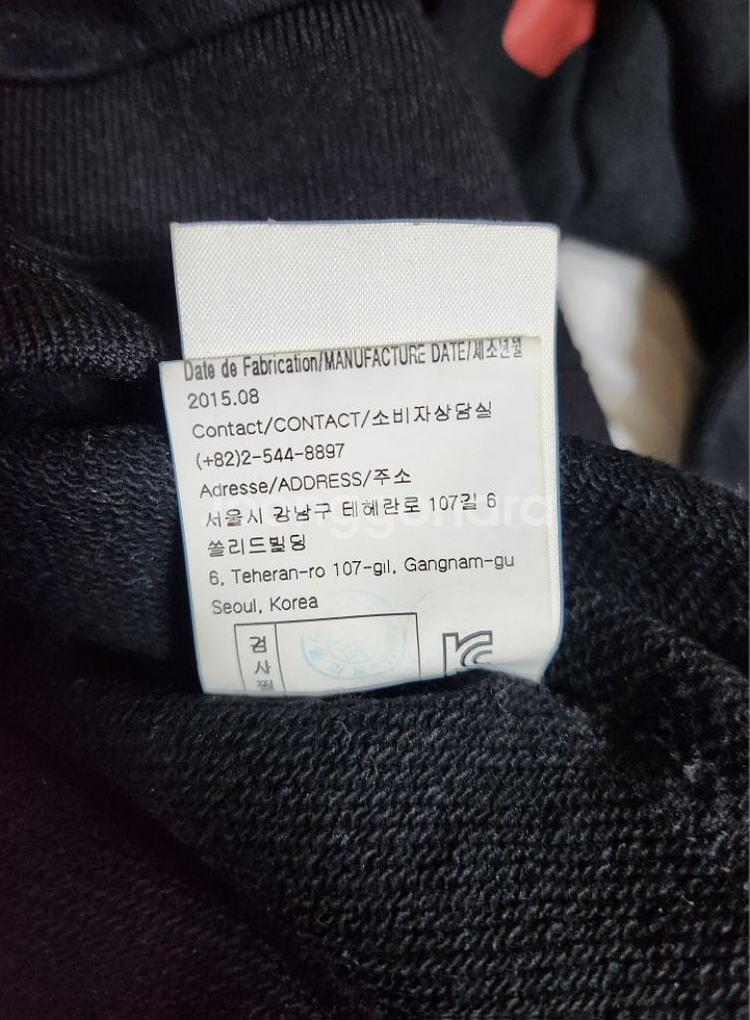 Date de Fabrication/MANUFACTURE DATE/제조년월
2015.08
Contact/CONTACT/소비자상담실
(+82)2-544-8897
Adresse/ADDRESS/주소
서울시 강남구 테헤란로 107길 6
쏠리드빌딩
6, Teheran-ro 107-gil, Gangnam-gu
Seoul, Korea
검
사
필